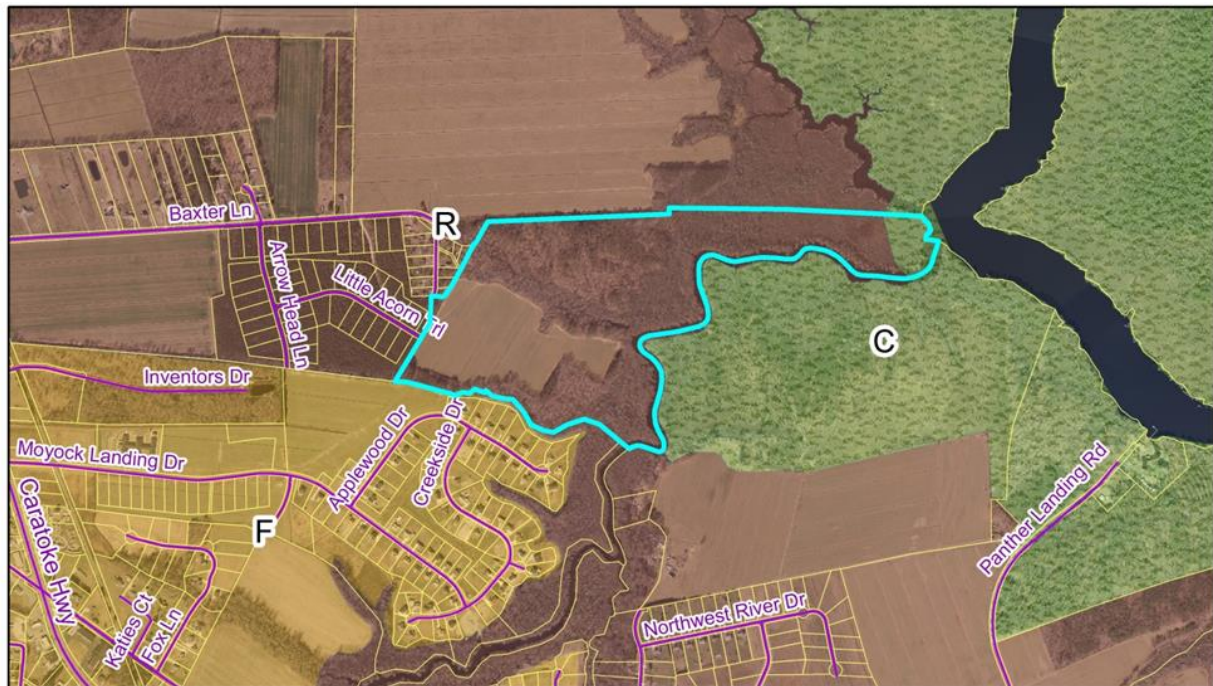 Baxter Ln
R
Arrow Head Ln
Little Acorn Trl
C
Inventors Dr
Applewood Dr
Creekside Dr
Moyock Landing Dr
Caratoke Hwy
F
Panther Landing Rd
Katies Ct
Fox Ln
Northwest River Dr